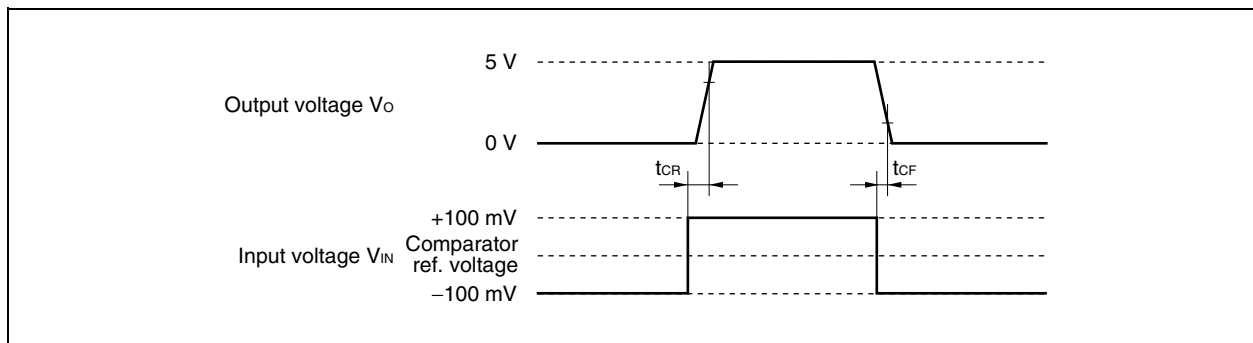 5 V
Output voltage VO
0 V
tCR
tCF
+100 mV
Input voltage VIN
Comparator
ref. voltage
−100 mV